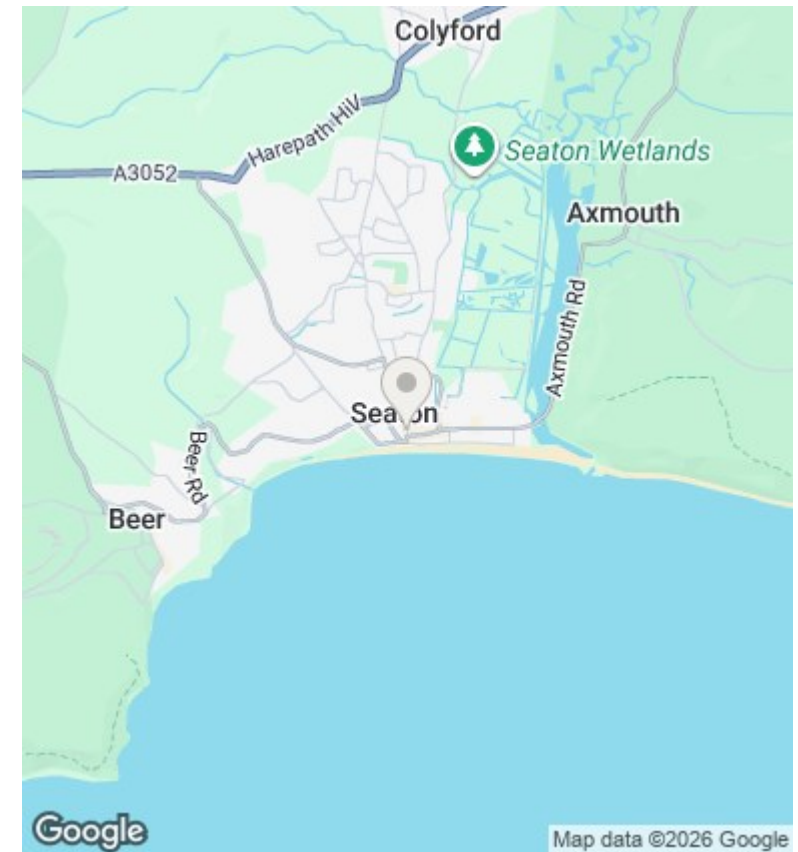 Colyford
Harepath Hill
Seaton Wetlands
A3052
Axmouth
Axmouth Rd
Seaton
Beer Rd
Beer
Google
Map data ©2026 Google